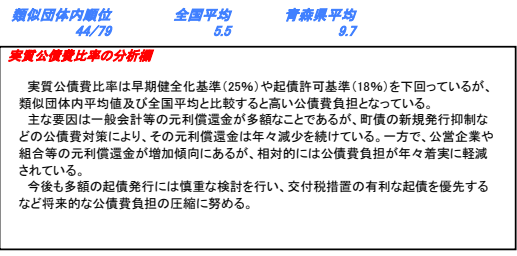 類似団体内順位 全国平均 青森県平均
44/79 5.5 9.7
実質公債費比率の分析欄
実質公債費比率は早期健全化基準(25%)や起債許可基準(18%)を下回っているが、
類似団体内平均値及び全国平均と比較すると高い公債費負担となっている。
主な要因は一般会計等の元利償還金が多額なことであるが、町債の新規発行抑制な
どの公債費対策により、その元利償還金は年々減少を続けている。一方で、公営企業や
組合等の元利償還金が増加傾向にあるが、相対的には公債費負担が年々着実に軽減
されている。
今後も多額の起債発行には慎重な検討を行い、交付税措置の有利な起債を優先する
など将来的な公債費負担の圧縮に努める。